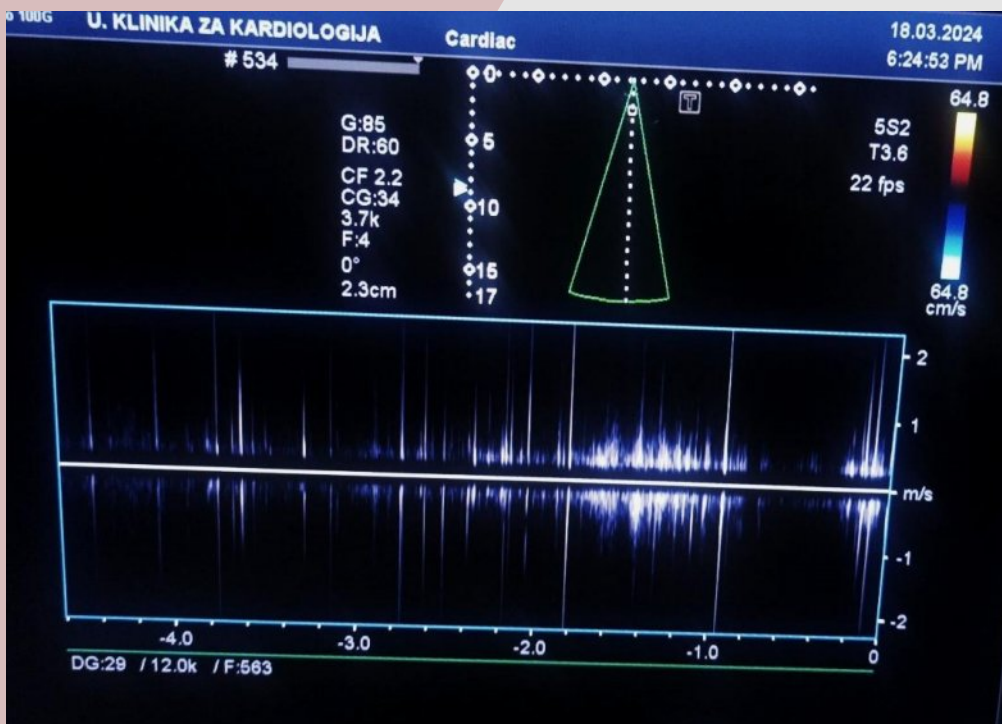 o 100G U. KLINIKA ZA KARDIOLOGIJA
Cardiac
18.03.2024
6:24:53 PM
# 534
0
T
64.8
G:85
DR:60
5
5S2
T3.6
CF 2.2
CG:34
22 fps
3.7k
10
F:4
0°
15
2.3cm
17
64.8
cm/s
2
1
m/s
-1
-2
-4.0 -3.0 -2.0 -1.0 0
DG:29 / 12.0k / F:563